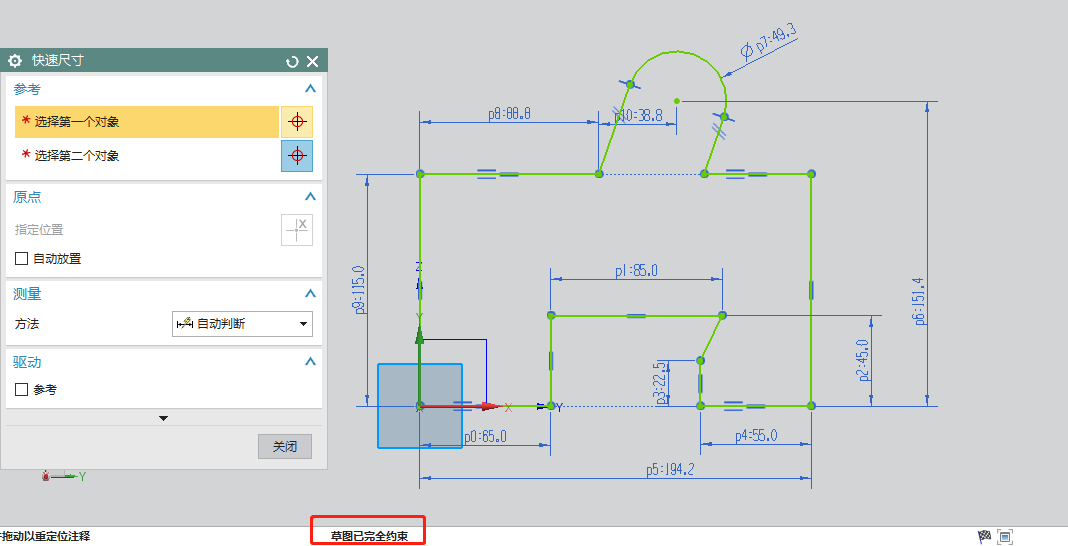 快速尺寸
参考
* 选择第一个对象
* 选择第二个对象
原点
指定位置
自动放置
测量
方法
自动判断
驱动
参考
关闭
Y
拖动以重定位注释
草图已完全约束
Ø p7:49.3
p8:88.8
p10=38.8
p9:115.0
Z
p1:85.0
p6:151.4
Y
p2:45.0
p3:22.5
X
Y
p0:65.0
p4:55.0
p5:194.2